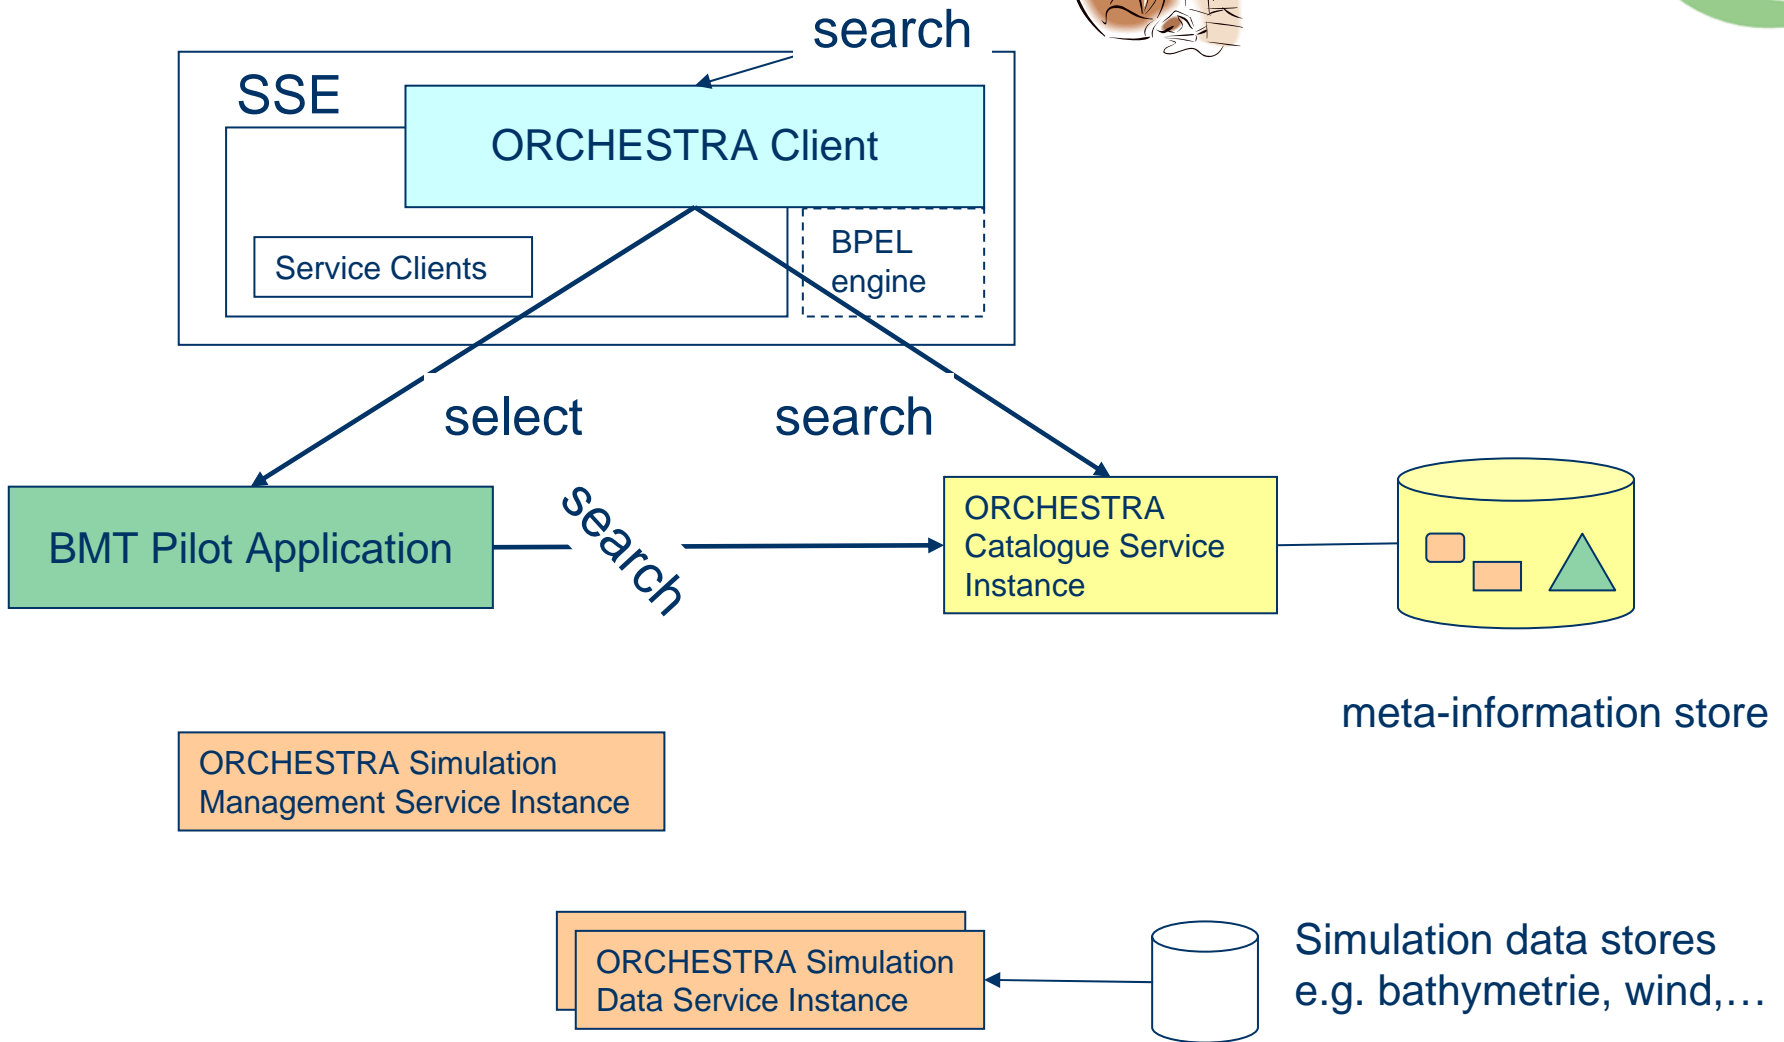 search
SSE
ORCHESTRA Client
BPEL
engine
Service Clients
select
search
search
BMT Pilot Application
ORCHESTRA
Catalogue Service
Instance
meta-information store
ORCHESTRA Simulation
Management Service Instance
ORCHESTRA Simulation
Data Service Instance
Simulation data stores
e.g. bathymetrie, wind,…